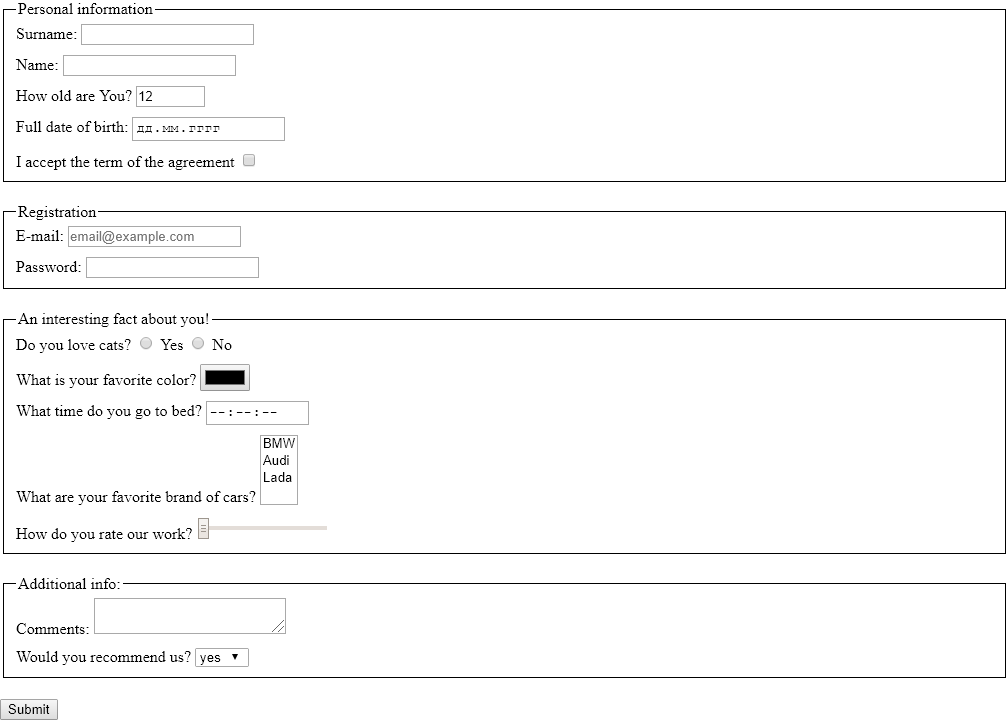 Personal information
Surname:
Name:
How old are You? 12
Full date of birth: дд.мм.гггг
I accept the term of the agreement
Registration
E-mail: email@example.com
Password:
An interesting fact about you!
Do you love cats? Yes No
What is your favorite color?
What time do you go to bed? --:--:--
BMW
Audi
Lada
What are your favorite brand of cars?
How do you rate our work?
Additional info:
Comments:
Would you recommend us? yes
Submit